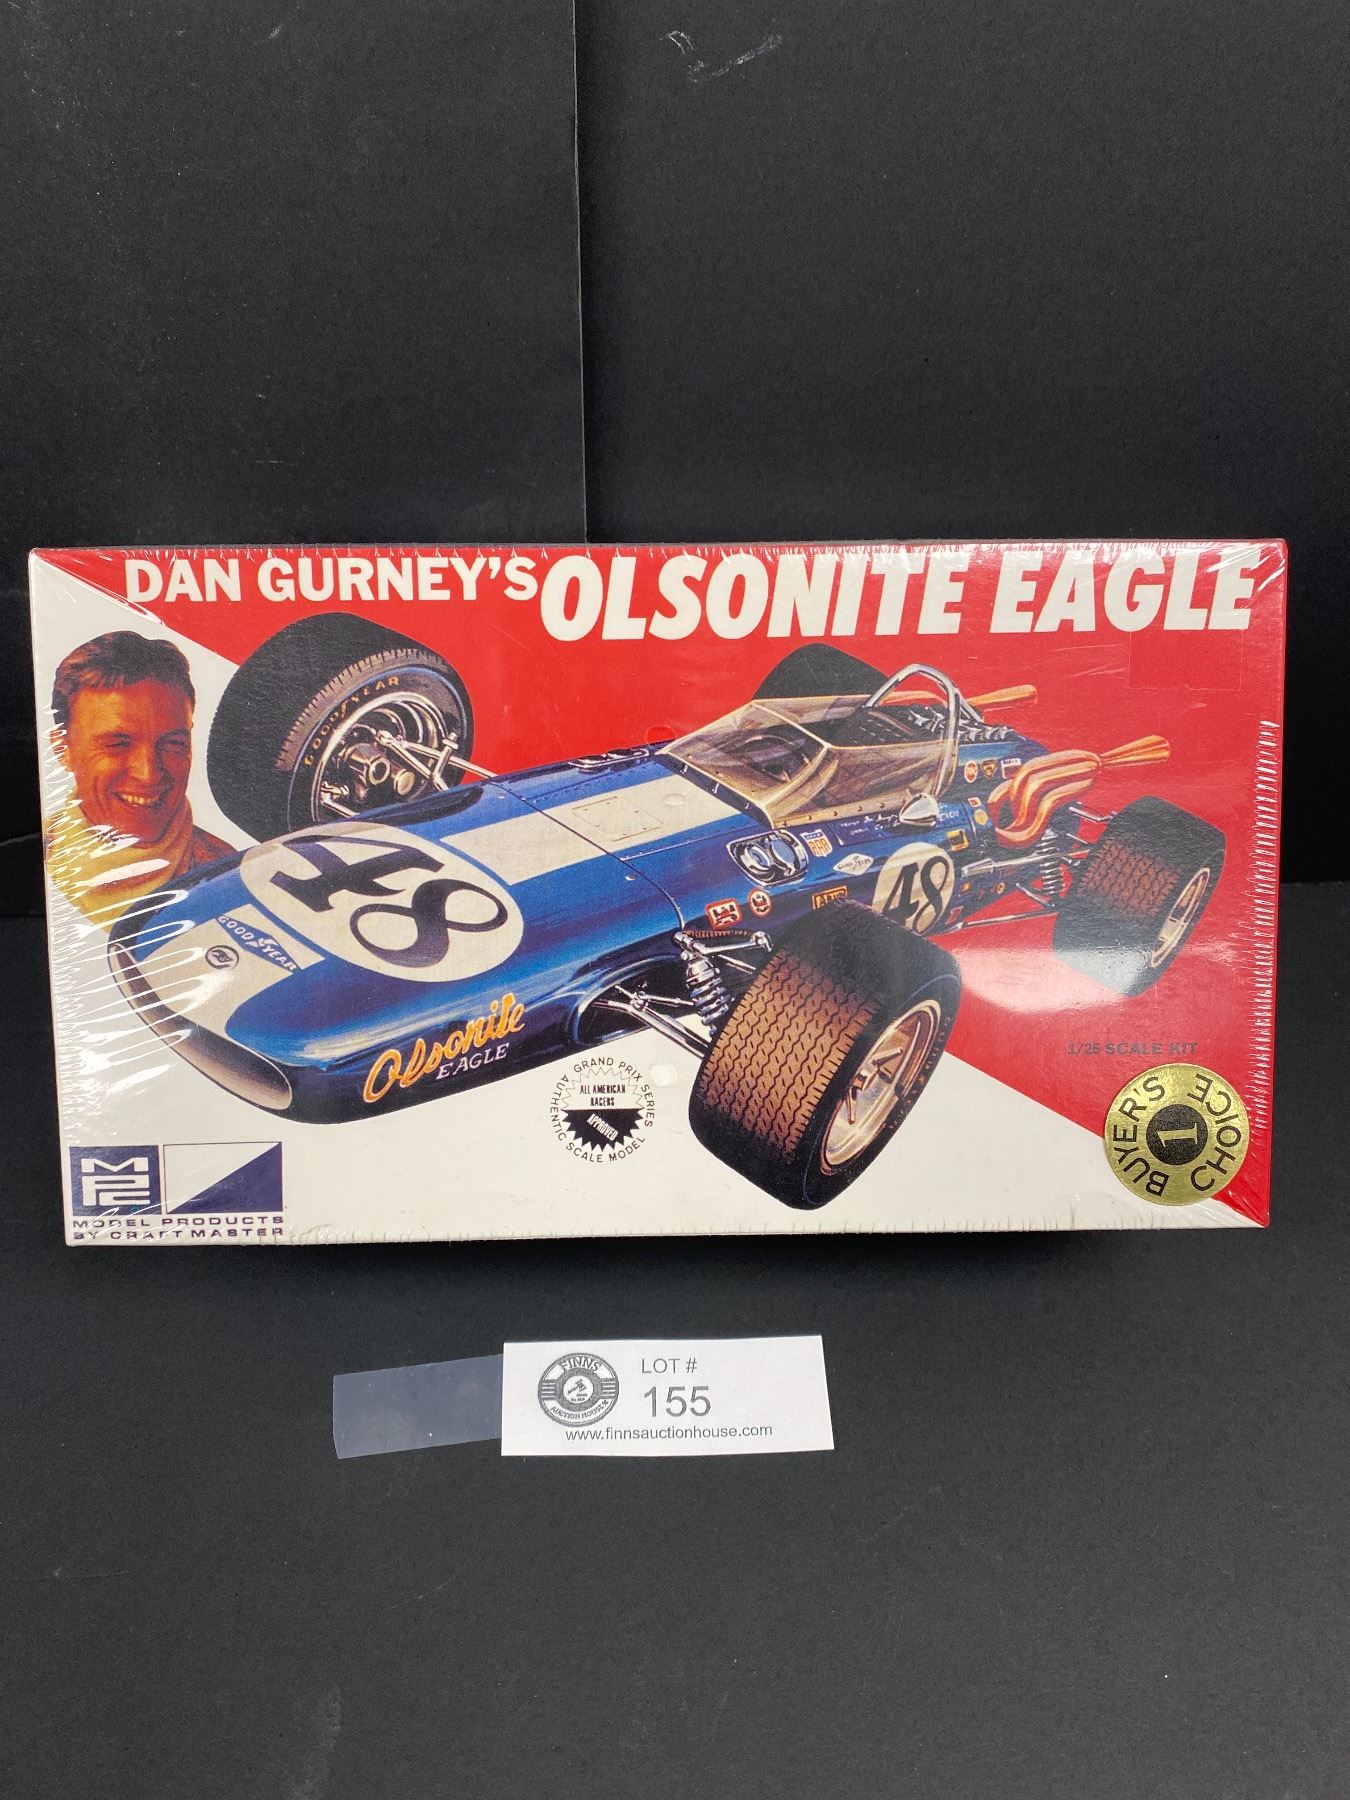 DAN GURNEY'S OLSONITE EAGLE
GOODYEAR
48
GOOD YEAR
48
Olsonite
EAGLE
GRAND PRIX SERIES
ALL AMERICAN
RACERS
APPROVED
AUTHENTIC SCALE MODEL
1/25 SCALE KIT
BUYER'S
1
CHOICE
MPC
MODEL PRODUCTS
BY CRAFT MASTER
FINNS
AUCTION HOUSE
LOT #
155
www.finnsauctionhouse.com